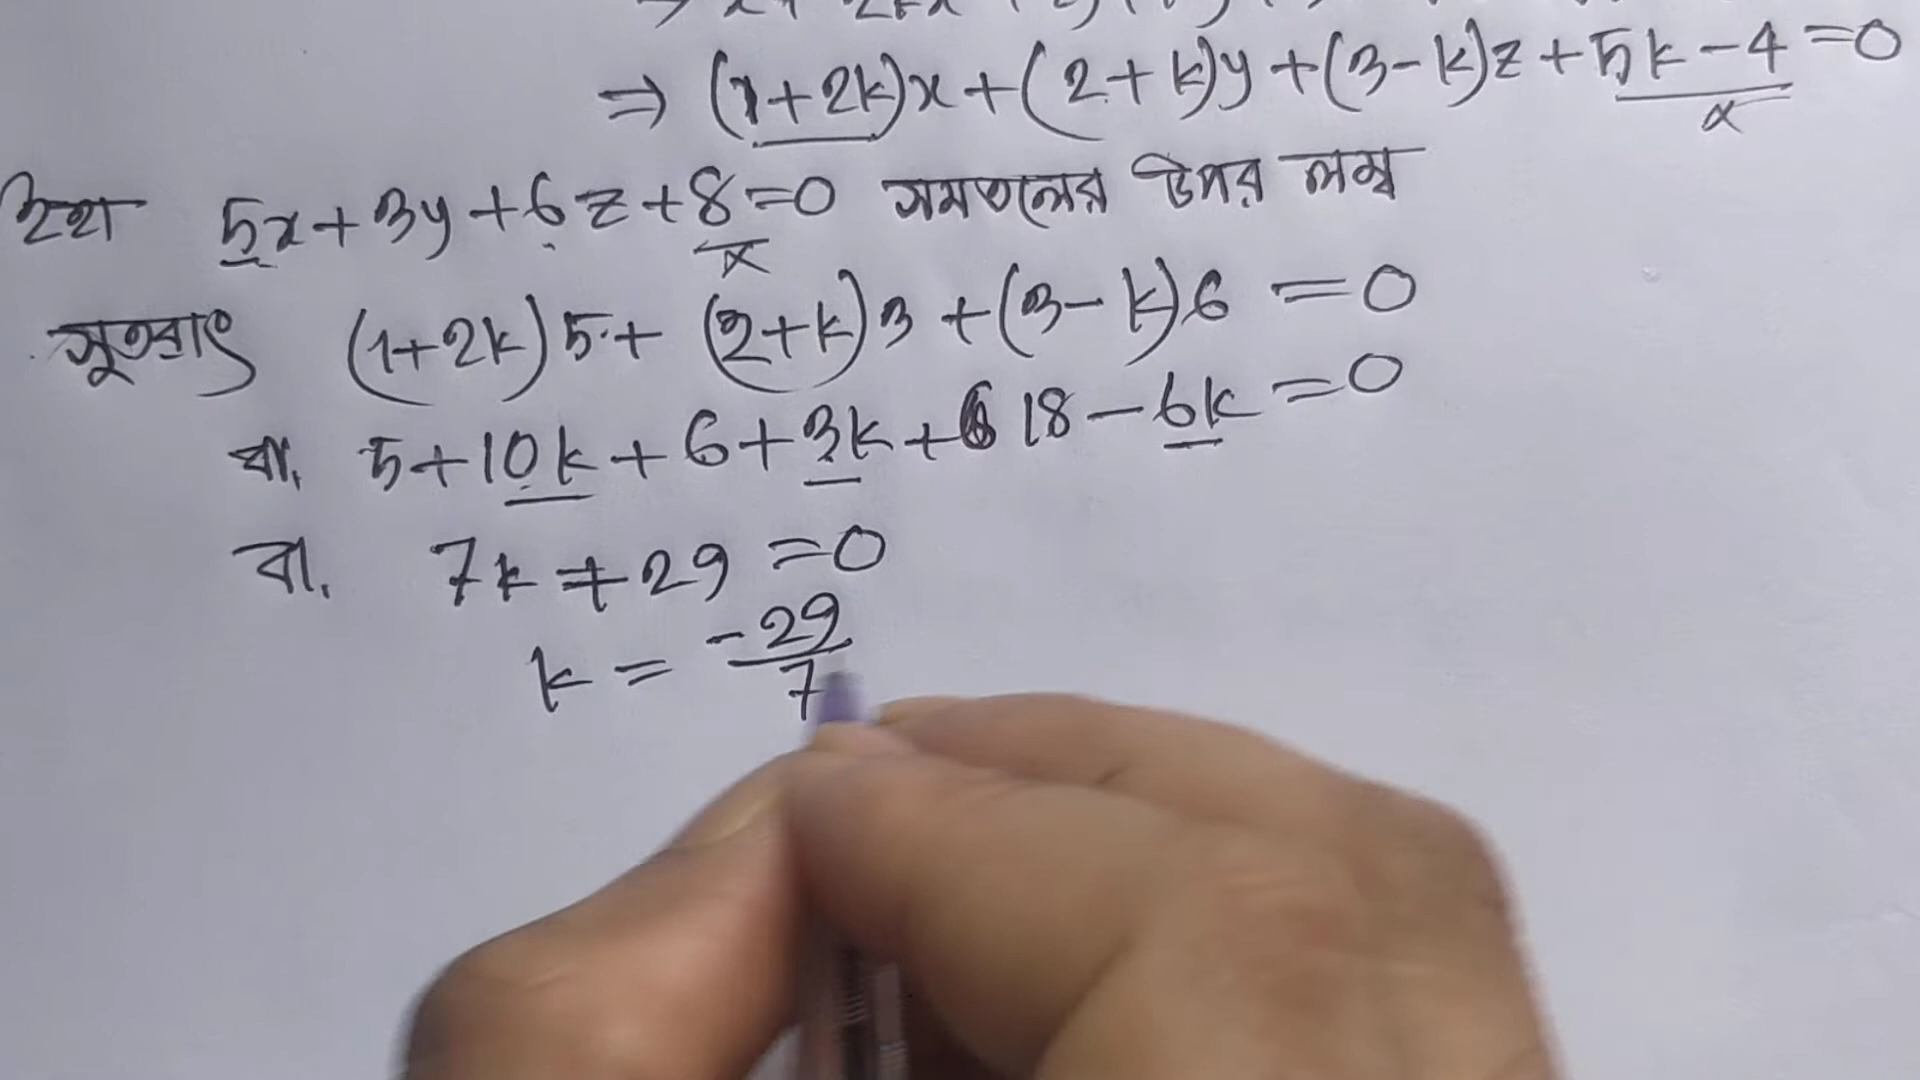 ⇒ (1+2k)x+(2+k)y+(3-k)z+5k-4=0
ইহা 5x+3y+6z+8=0 সমতলের উপর লম্ব
সুতরাং (1+2k)5+(2+k)3+(3-k)6=0
বা, 5+10k+6+3k+18-6k=0
বা, 7k+29=0
k=-29/7